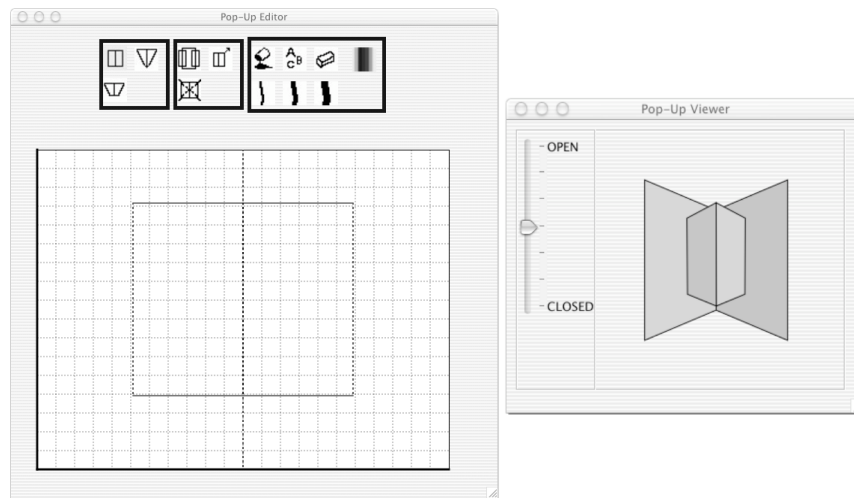 Pop-Up Editor
A
B
C
Pop-Up Viewer
OPEN
CLOSED